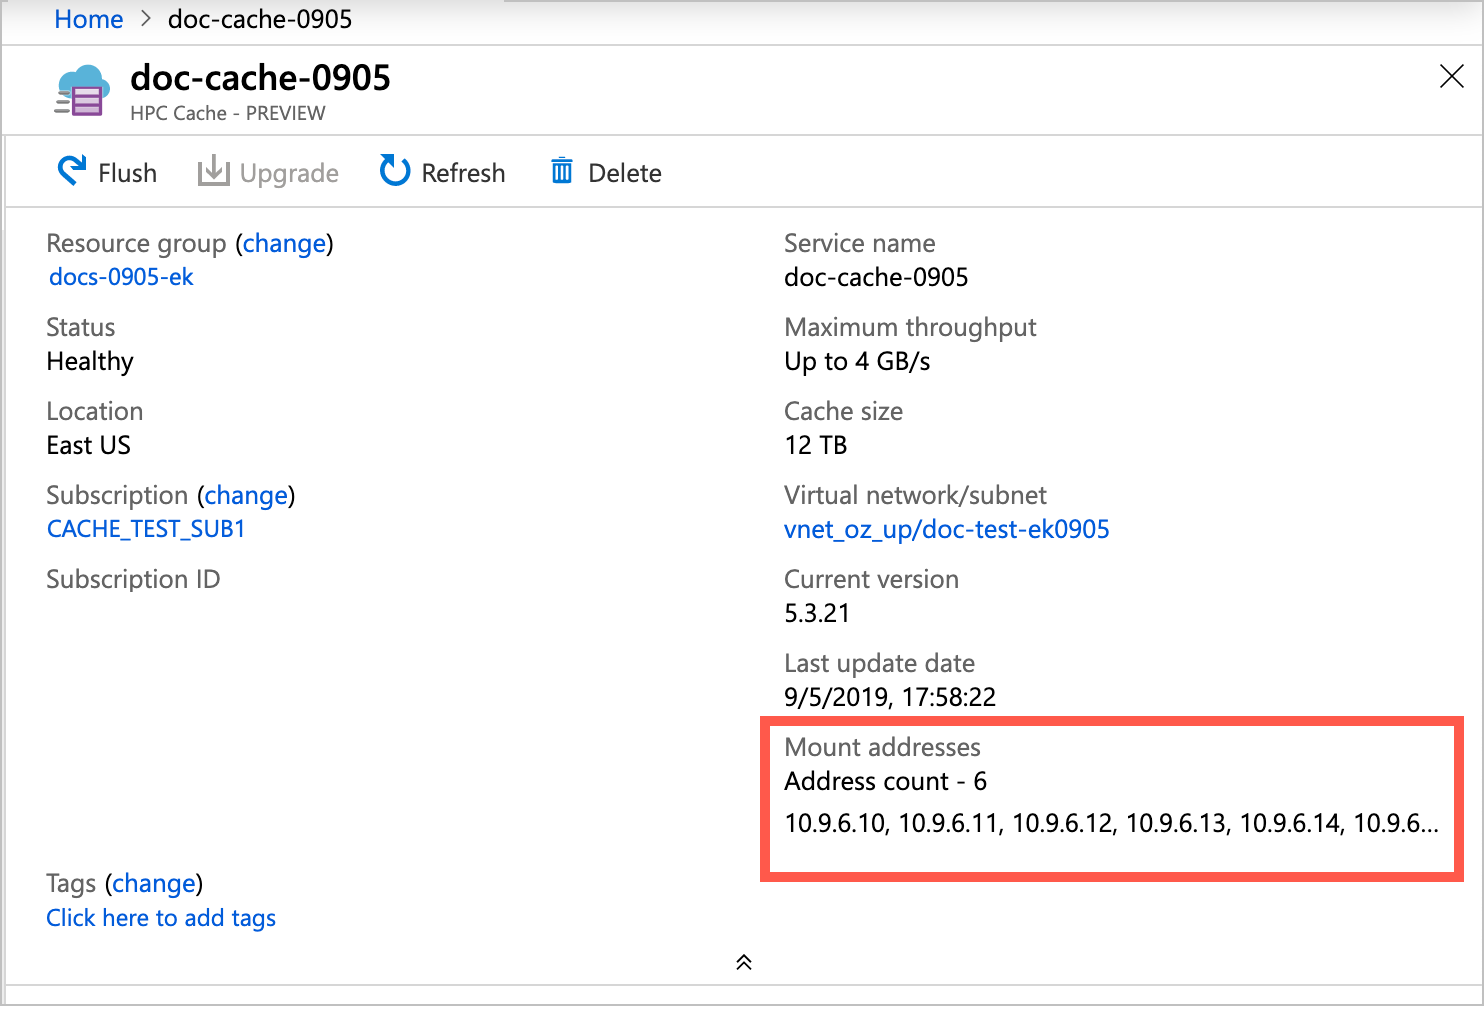 Home > doc-cache-0905
doc-cache-0905
HPC Cache - PREVIEW
Flush Upgrade Refresh Delete
Resource group (change)
docs-0905-ek
Status
Healthy
Location
East US
Subscription (change)
CACHE_TEST_SUB1
Subscription ID
Service name
doc-cache-0905
Maximum throughput
Up to 4 GB/s
Cache size
12 TB
Virtual network/subnet
vnet_oz_up/doc-test-ek0905
Current version
5.3.21
Last update date
9/5/2019, 17:58:22
Mount addresses
Address count - 6
10.9.6.10, 10.9.6.11, 10.9.6.12, 10.9.6.13, 10.9.6.14, 10.9.6...
Tags (change)
Click here to add tags